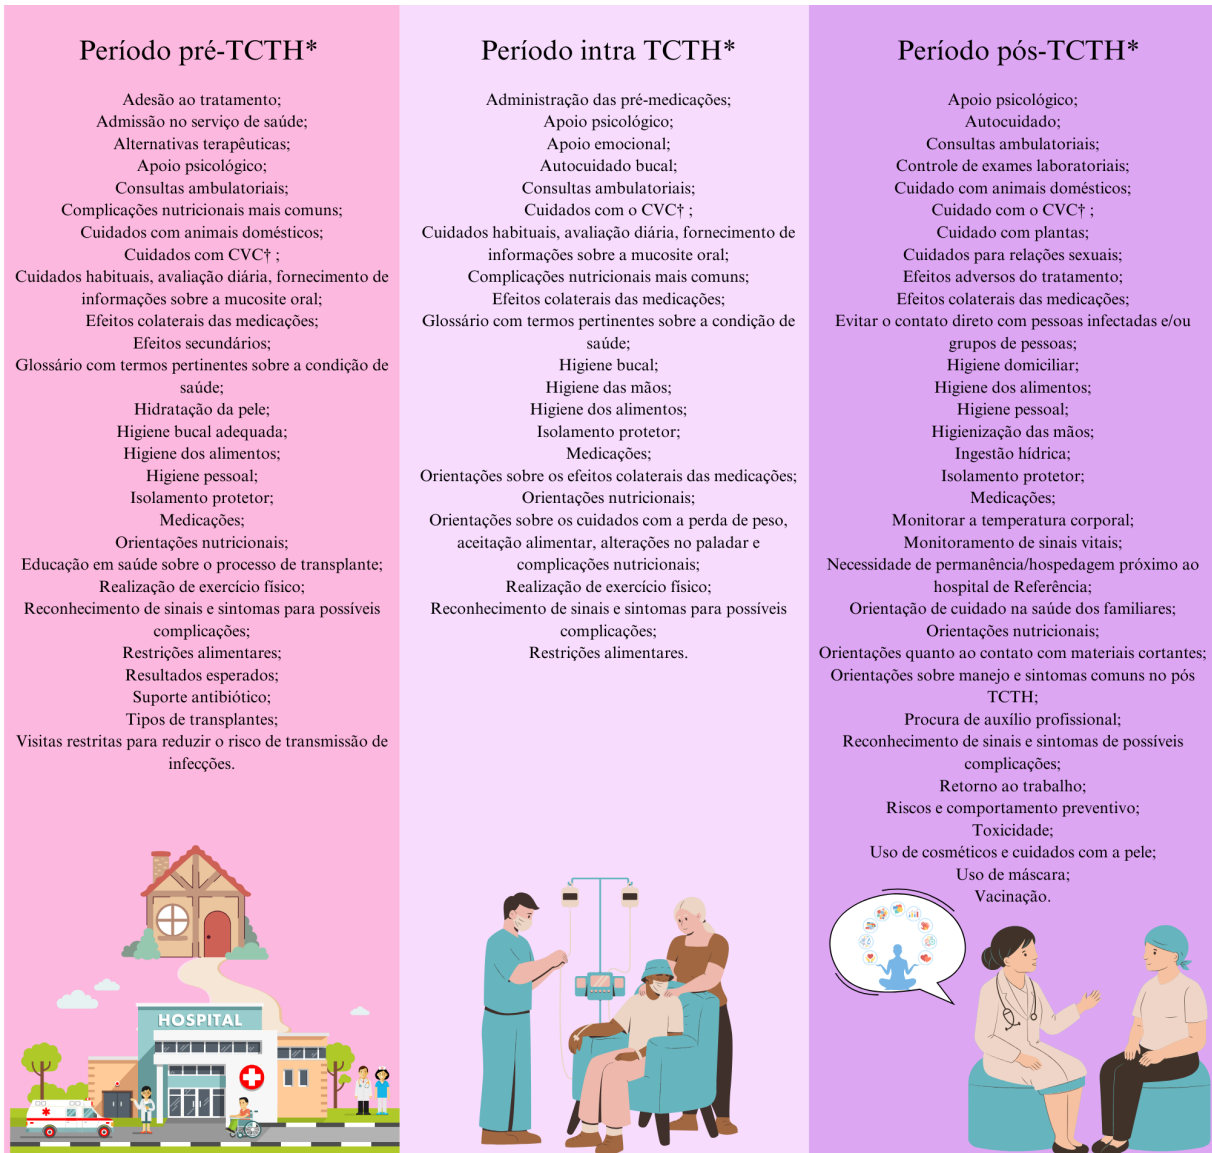 Período pré-TCTH*
Adesão ao tratamento;
Admissão no serviço de saúde;
Alternativas terapêuticas;
Apoio psicológico;
Consultas ambulatoriais;
Complicações nutricionais mais comuns;
Cuidados com animais domésticos;
Cuidados com CVC† ;
Cuidados habituais, avaliação diária, fornecimento de
informações sobre a mucosite oral;
Efeitos colaterais das medicações;
Efeitos secundários;
Glossário com termos pertinentes sobre a condição de
saúde;
Hidratação da pele;
Higiene bucal adequada;
Higiene dos alimentos;
Higiene pessoal;
Isolamento protetor;
Medicações;
Orientações nutricionais;
Educação em saúde sobre o processo de transplante;
Realização de exercício físico;
Reconhecimento de sinais e sintomas para possíveis
complicações;
Restrições alimentares;
Resultados esperados;
Suporte antibiótico;
Tipos de transplantes;
Visitas restritas para reduzir o risco de transmissão de
infecções.
HOSPITAL
Período intra TCTH*
Administração das pré-medicações;
Apoio psicológico;
Apoio emocional;
Autocuidado bucal;
Consultas ambulatoriais;
Cuidados com o CVC† ;
Cuidados habituais, avaliação diária, fornecimento de
informações sobre a mucosite oral;
Complicações nutricionais mais comuns;
Efeitos colaterais das medicações;
Glossário com termos pertinentes sobre a condição de
saúde;
Higiene bucal;
Higiene das mãos;
Higiene dos alimentos;
Isolamento protetor;
Medicações;
Orientações sobre os efeitos colaterais das medicações;
Orientações nutricionais;
Orientações sobre os cuidados com a perda de peso,
aceitação alimentar, alterações no paladar e
complicações nutricionais;
Realização de exercício físico;
Reconhecimento de sinais e sintomas para possíveis
complicações;
Restrições alimentares.
Período pós-TCTH*
Apoio psicológico;
Autocuidado;
Consultas ambulatoriais;
Controle de exames laboratoriais;
Cuidado com animais domésticos;
Cuidado com o CVC† ;
Cuidado com plantas;
Cuidados para relações sexuais;
Efeitos adversos do tratamento;
Efeitos colaterais das medicações;
Evitar o contato direto com pessoas infectadas e/ou
grupos de pessoas;
Higiene domiciliar;
Higiene dos alimentos;
Higiene pessoal;
Higienização das mãos;
Ingestão hídrica;
Isolamento protetor;
Medicações;
Monitorar a temperatura corporal;
Monitoramento de sinais vitais;
Necessidade de permanência/hospedagem próximo ao
hospital de Referência;
Orientação de cuidado na saúde dos familiares;
Orientações nutricionais;
Orientações quanto ao contato com materiais cortantes;
Orientações sobre manejo e sintomas comuns no pós
TCTH;
Procura de auxílio profissional;
Reconhecimento de sinais e sintomas de possíveis
complicações;
Retorno ao trabalho;
Riscos e comportamento preventivo;
Toxicidade;
Uso de cosméticos e cuidados com a pele;
Uso de máscara;
Vacinação.